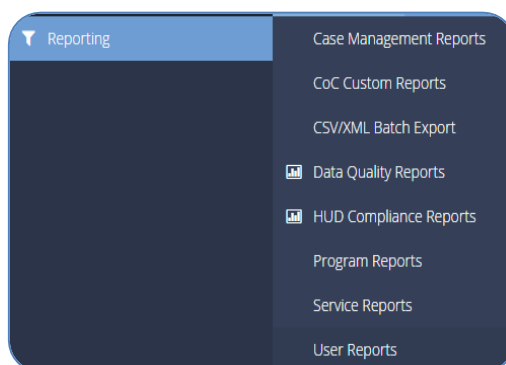 Reporting
Case Management Reports
CoC Custom Reports
CSV/XML Batch Export
Data Quality Reports
HUD Compliance Reports
Program Reports
Service Reports
User Reports